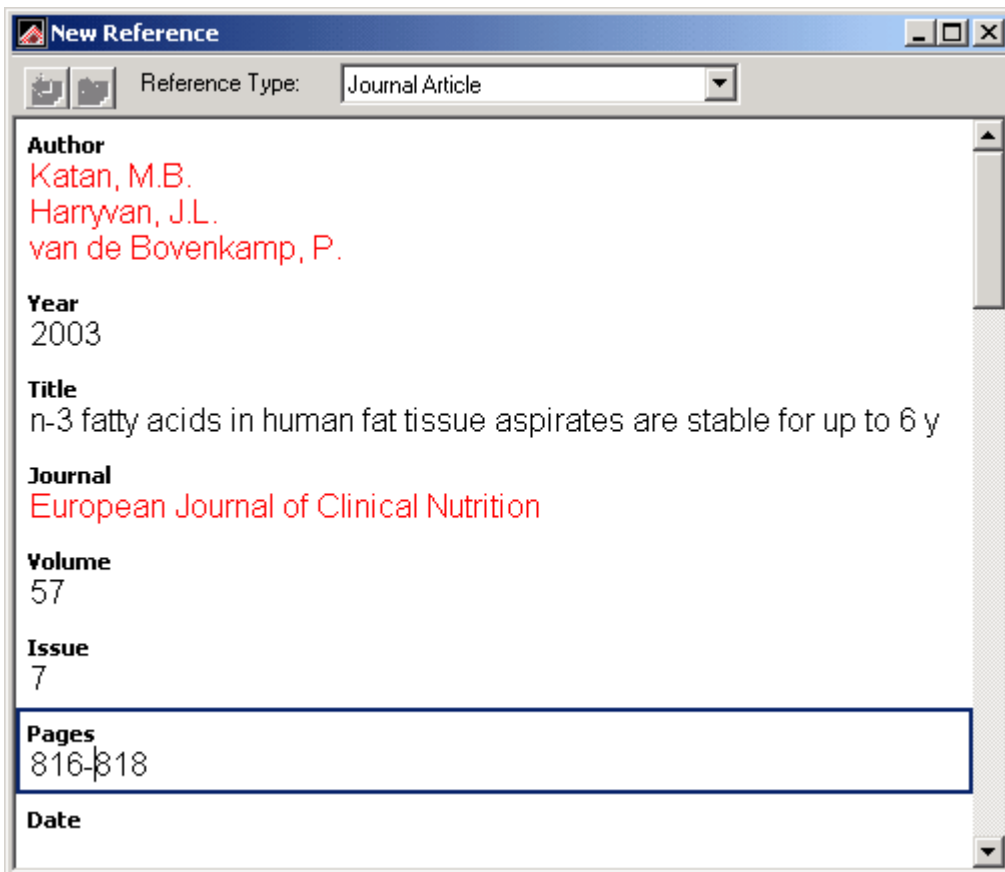 New Reference
Reference Type: Journal Article
Author
Katan, M.B.
Harryvan, J.L.
van de Bovenkamp, P.
Year
2003
Title
n-3 fatty acids in human fat tissue aspirates are stable for up to 6 y
Journal
European Journal of Clinical Nutrition
Volume
57
Issue
7
Pages
816-818
Date